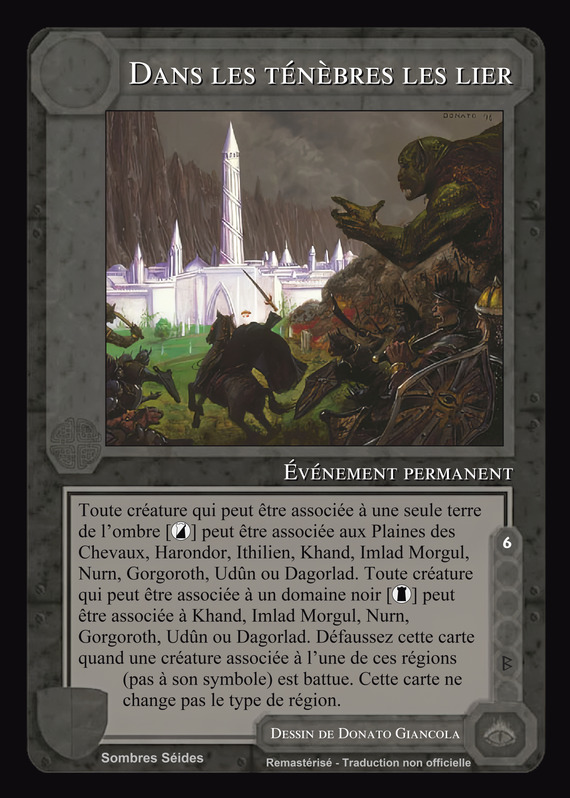 DANS LES TÉNÈBRES LES LIER
DONATO '96
ÉVÉNEMENT PERMANENT
Toute créature qui peut être associée à une seule terre
de l'ombre [] peut être associée aux Plaines des
Chevaux, Harondor, Ithilien, Khand, Imlad Morgul,
Nurn, Gorgoroth, Udûn ou Dagorlad. Toute créature
qui peut être associée à un domaine noir [] peut
être associée à Khand, Imlad Morgul, Nurn,
Gorgoroth, Udûn ou Dagorlad. Défaussez cette carte
quand une créature associée à l'une de ces régions
(pas à son symbole) est battue. Cette carte ne
change pas le type de région.
6
ᛒ
DESSIN DE DONATO GIANCOLA
Sombres Séides
Remastérisé - Traduction non officielle